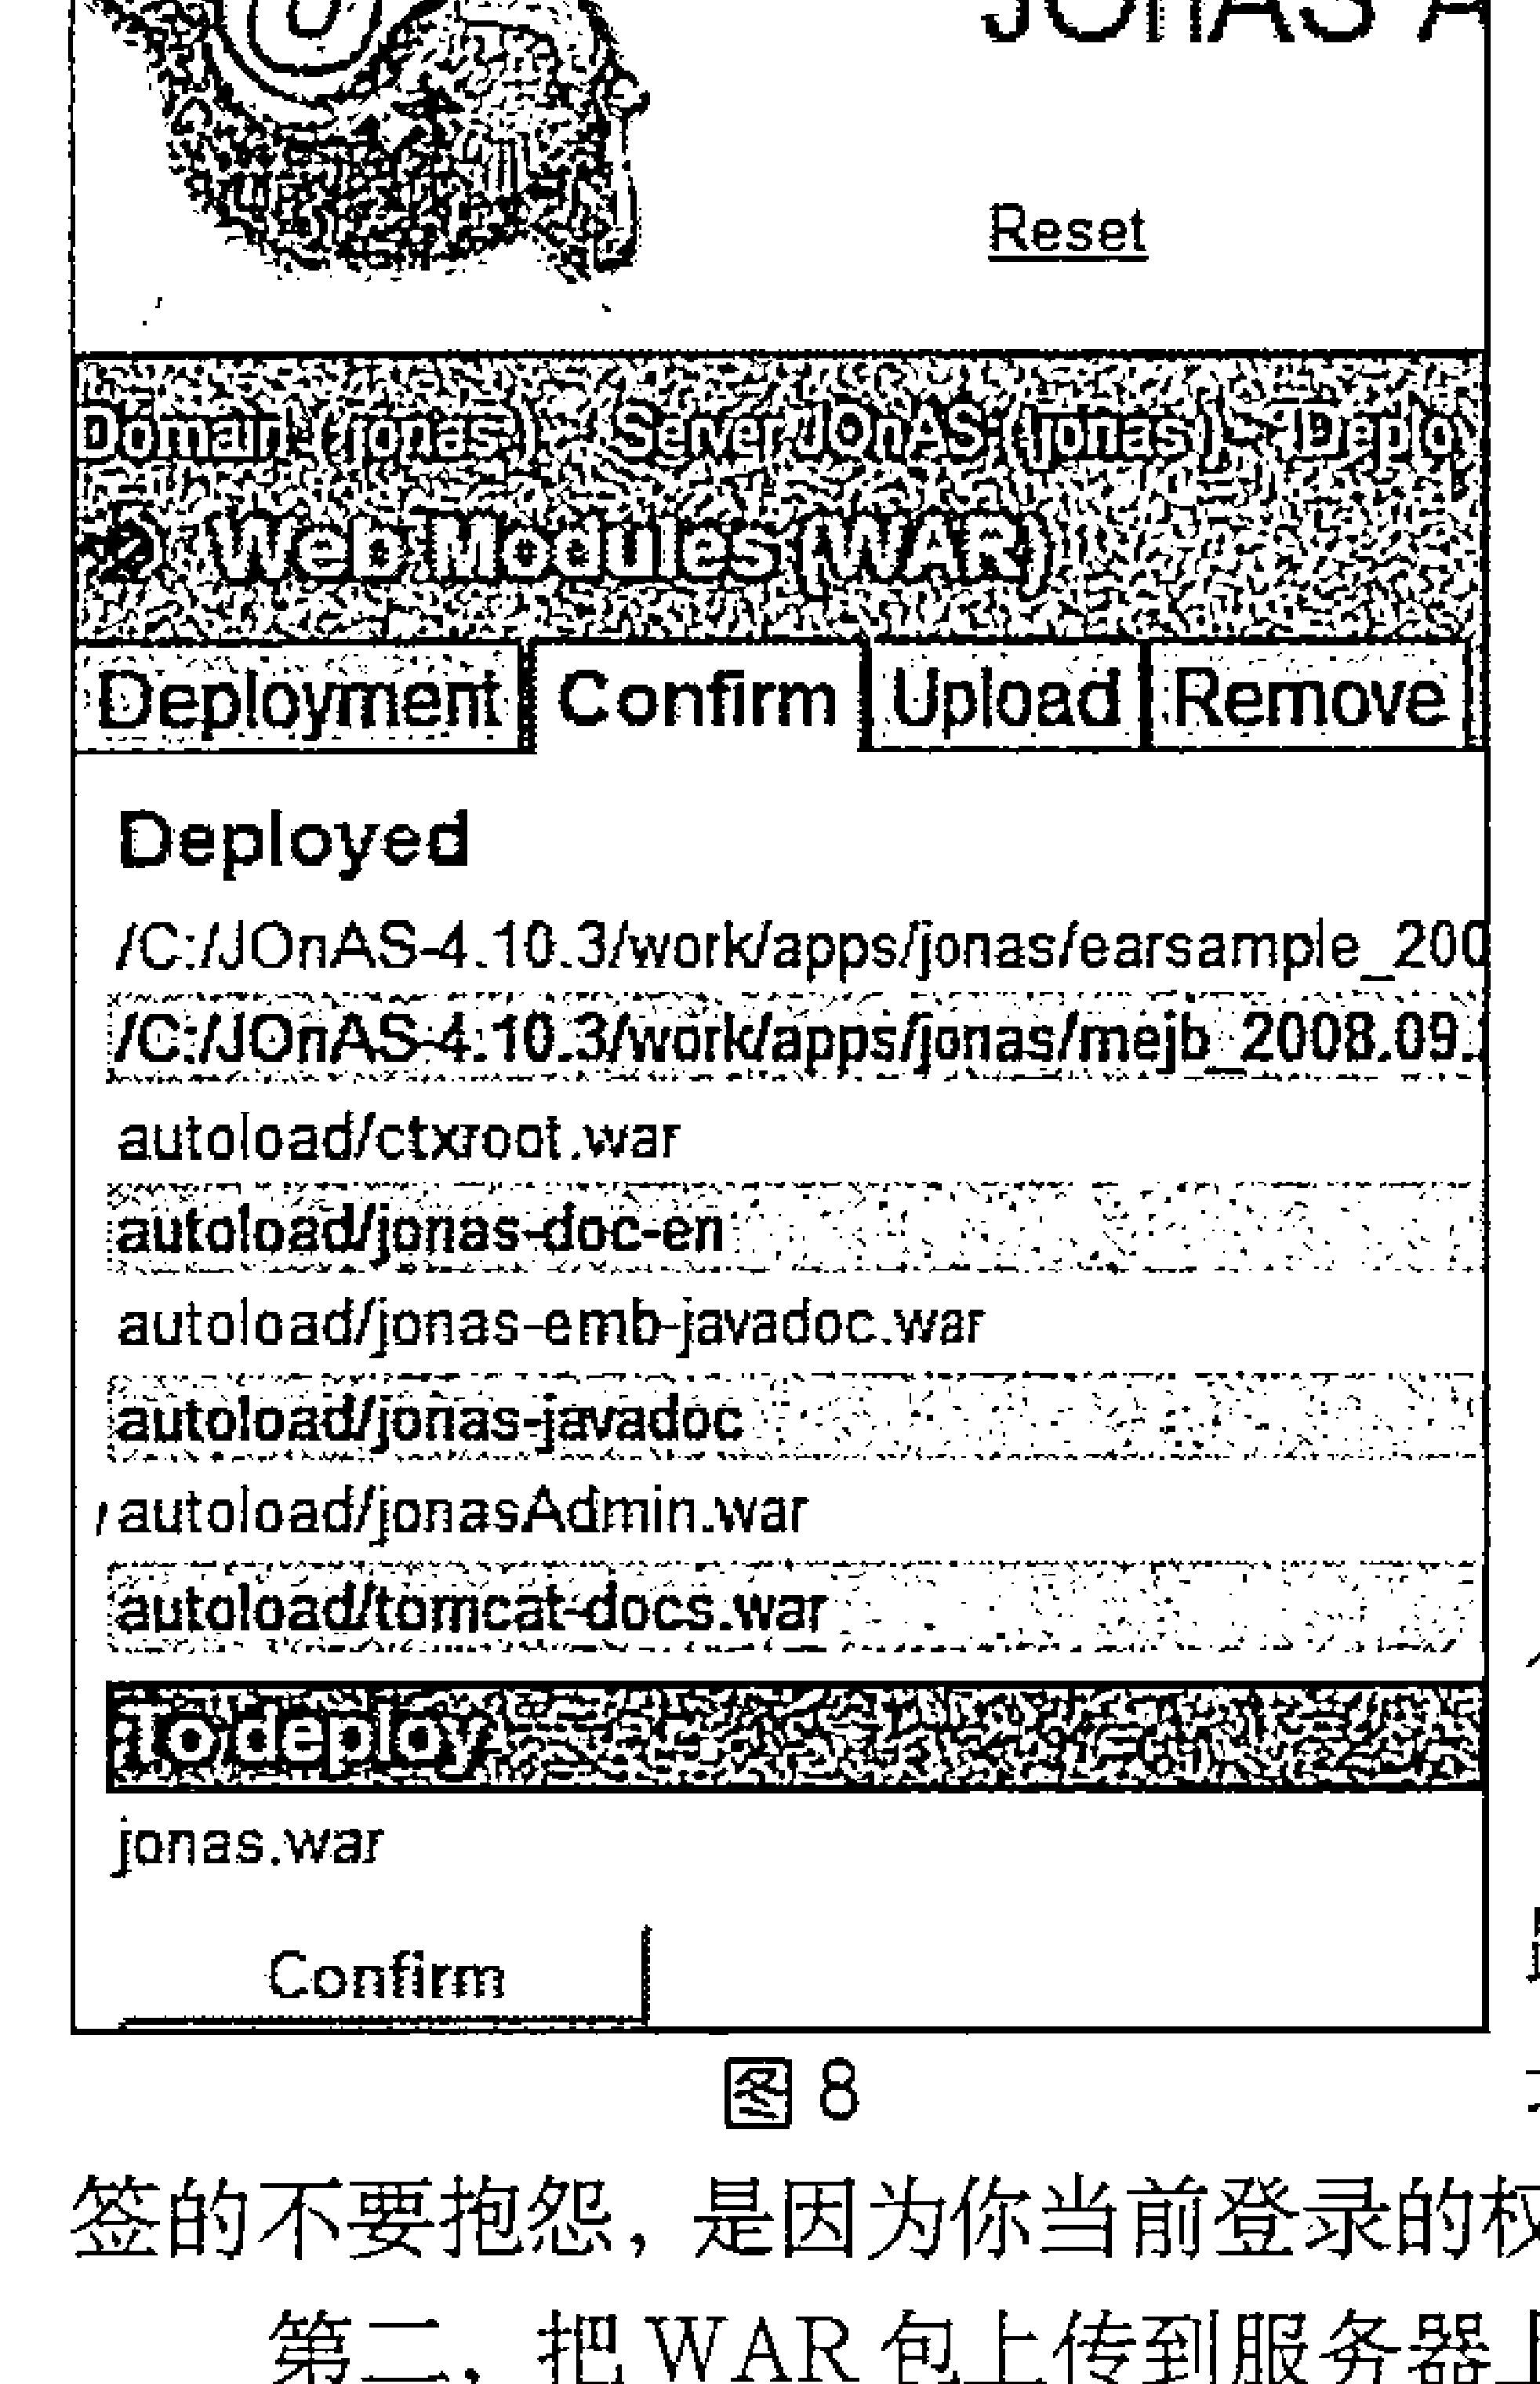 JOnAS A
Reset
Domain (jonas) > Server JOnAS (jonas) > Deploy
Web Modules (WAR)
Deployment Confirm Upload Remove
Deployed
/C:/JOnAS-4.10.3/work/apps/jonas/earsample_200
/C:/JOnAS-4.10.3/work/apps/jonas/mejb_2008.09.
autoload/ctxroot.war
autoload/jonas-doc-en
autoload/jonas-emb-javadoc.war
autoload/jonas-javadoc
autoload/jonasAdmin.war
autoload/tomcat-docs.war
To deploy
jonas.war
Confirm
图 8
签的不要抱怨，是因为你当前登录的权
第二，把 WAR 包上传到服务器上